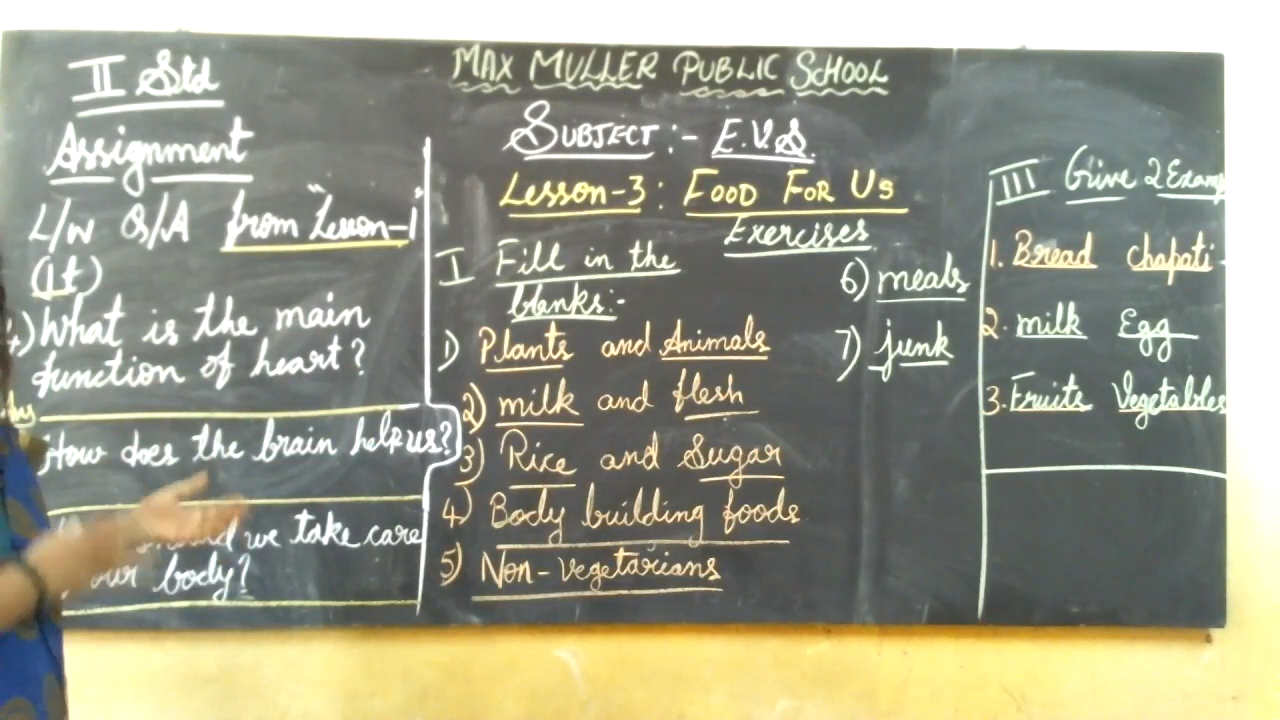 MAX MULLER PUBLIC SCHOOL
II Std
Assignment
L/w Q/A from "Lesson-1"
(1t)
4) What is the main
function of heart?
How does the brain help us?
we take care
our body?
SUBJECT :- E.V.S.
Lesson-3 : FOOD FOR US
Exercises
I Fill in the
blanks:-
1) Plants and Animals
2) milk and flesh
3) Rice and Sugar
4) Body building foods
5) Non-vegetarians
6) meals
7) junk
III Give 2 Examp
1. Bread chapati
2. milk Egg
3. Fruits Vegetables